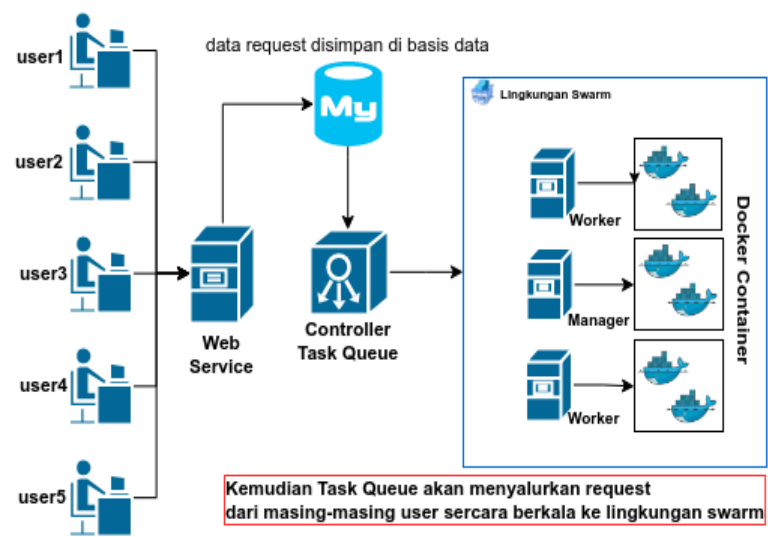 data request disimpan di basis data
user1
user2
user3
user4
user5
My
Web
Service
Controller
Task Queue
Lingkungan Swarm
Worker
Manager
Worker
Docker Container
Kemudian Task Queue akan menyalurkan request
dari masing-masing user sercara berkala ke lingkungan swarm